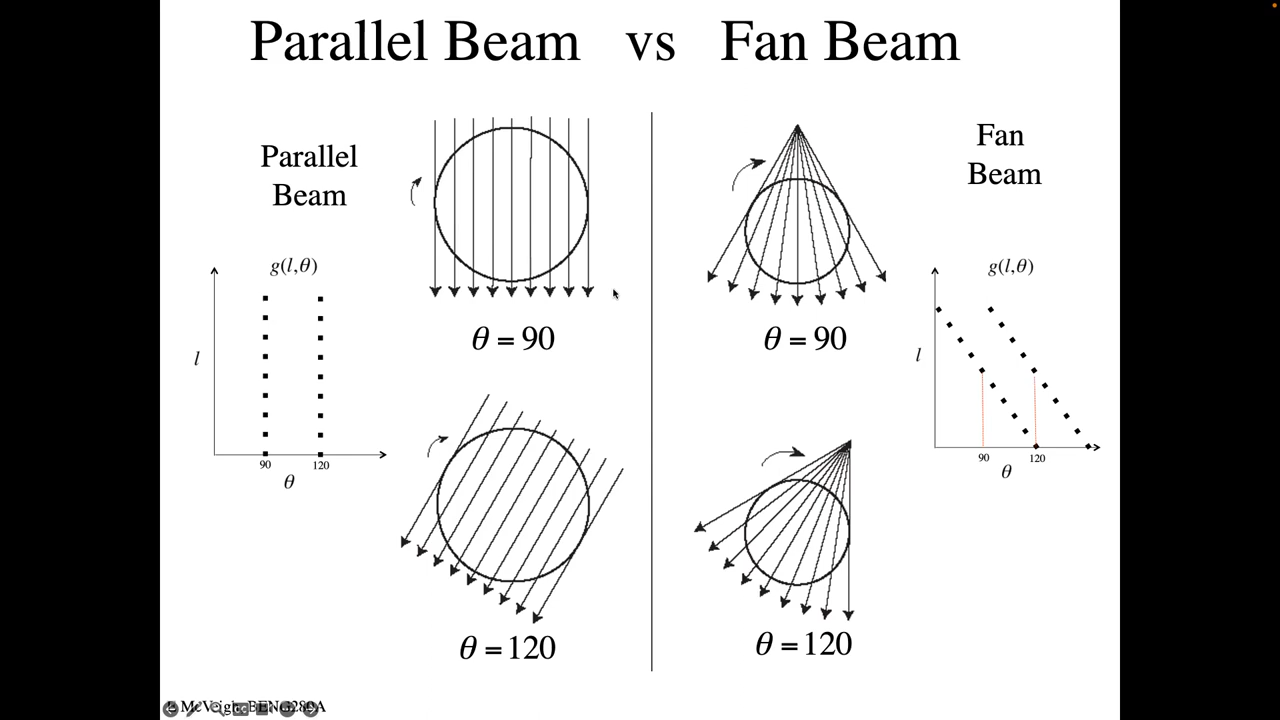 Parallel Beam vs Fan Beam
Parallel
Beam
Fan
Beam
g(l,θ)
l
90 120
θ
θ = 90
θ = 120
θ = 90
θ = 120
g(l,θ)
l
90 120
θ